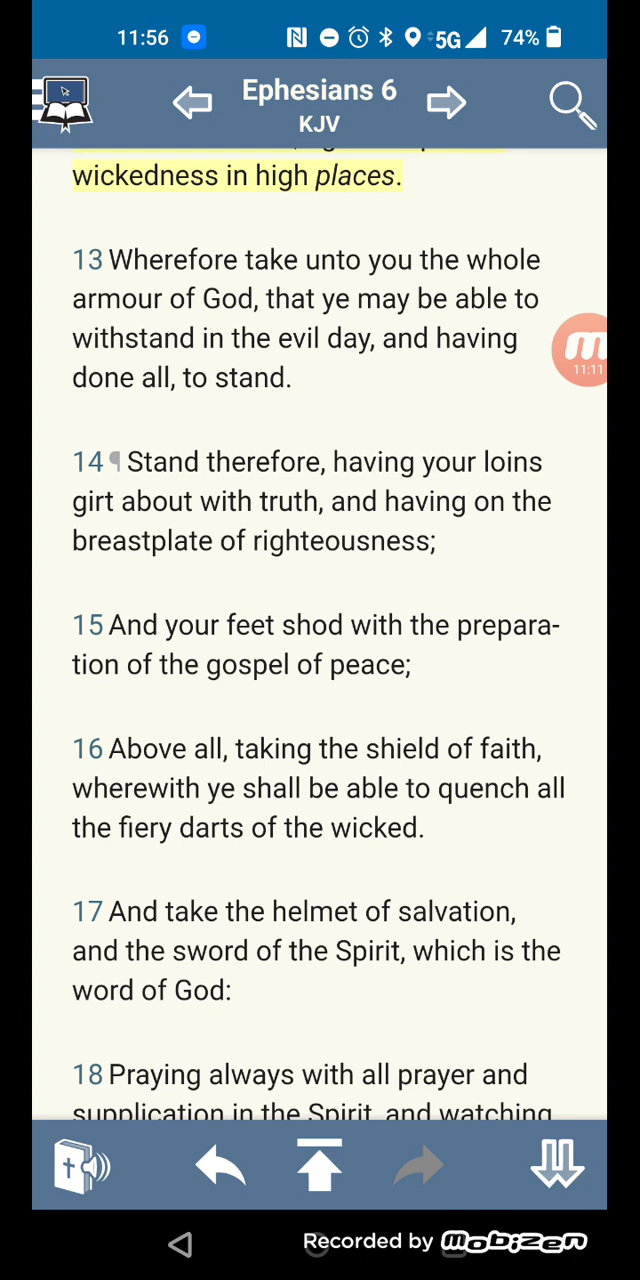 11:56 5G 74%
Ephesians 6
KJV
wickedness in high places.
13 Wherefore take unto you the whole
armour of God, that ye may be able to
withstand in the evil day, and having
done all, to stand.
11:11
14 ¶ Stand therefore, having your loins
girt about with truth, and having on the
breastplate of righteousness;
15 And your feet shod with the prepara-
tion of the gospel of peace;
16 Above all, taking the shield of faith,
wherewith ye shall be able to quench all
the fiery darts of the wicked.
17 And take the helmet of salvation,
and the sword of the Spirit, which is the
word of God:
18 Praying always with all prayer and
supplication in the Spirit, and watching
Recorded by mobizen